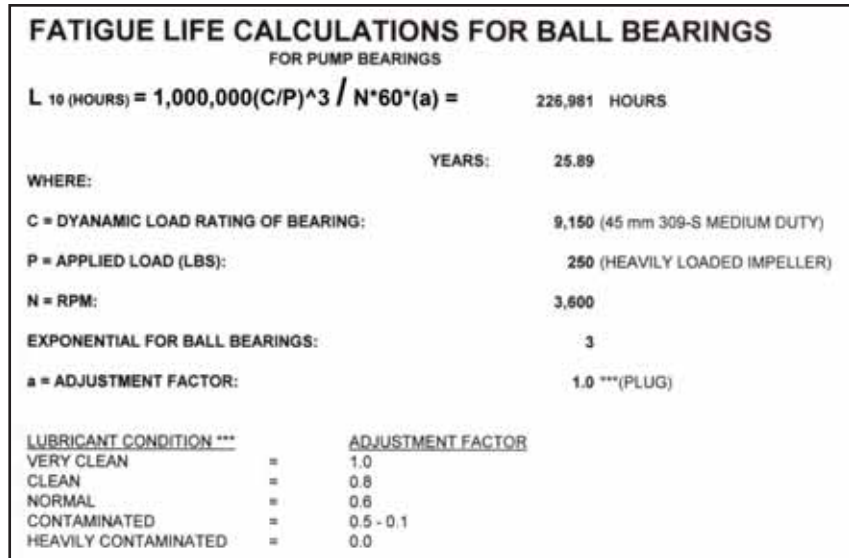 FATIGUE LIFE CALCULATIONS FOR BALL BEARINGS
FOR PUMP BEARINGS
L 10 (HOURS) = 1,000,000(C/P)^3 / N*60*(a) = 226,981 HOURS
YEARS: 25.89
WHERE:
C = DYANAMIC LOAD RATING OF BEARING: 9,150 (45 mm 309-S MEDIUM DUTY)
P = APPLIED LOAD (LBS): 250 (HEAVILY LOADED IMPELLER)
N = RPM: 3,600
EXPONENTIAL FOR BALL BEARINGS: 3
a = ADJUSTMENT FACTOR: 1.0 ***(PLUG)
LUBRICANT CONDITION *** ADJUSTMENT FACTOR
VERY CLEAN = 1.0
CLEAN = 0.8
NORMAL = 0.6
CONTAMINATED = 0.5 - 0.1
HEAVILY CONTAMINATED = 0.0